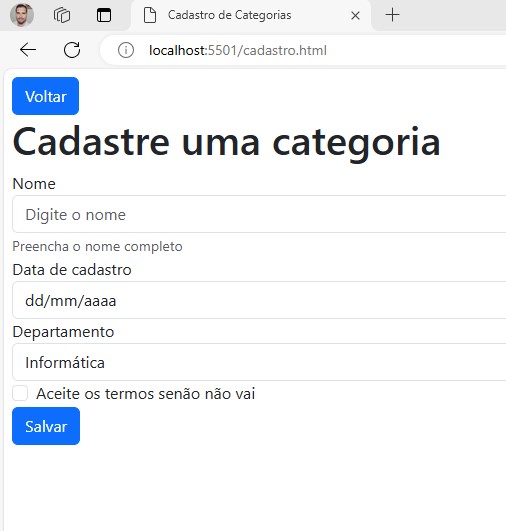 Cadastro de Categorias
localhost:5501/cadastro.html
Voltar
Cadastre uma categoria
Nome
Digite o nome
Preencha o nome completo
Data de cadastro
dd/mm/aaaa
Departamento
Informática
Aceite os termos senão não vai
Salvar